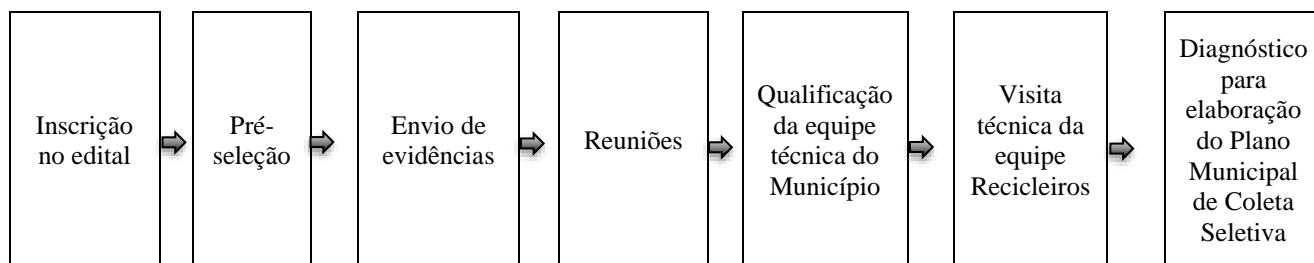 Inscrição
no edital
Pré-
seleção
Envio de
evidências
Reuniões
Qualificação
da equipe
técnica do
Município
Visita
técnica da
equipe
Recicleiros
Diagnóstico
para
elaboração
do Plano
Municipal
de Coleta
Seletiva